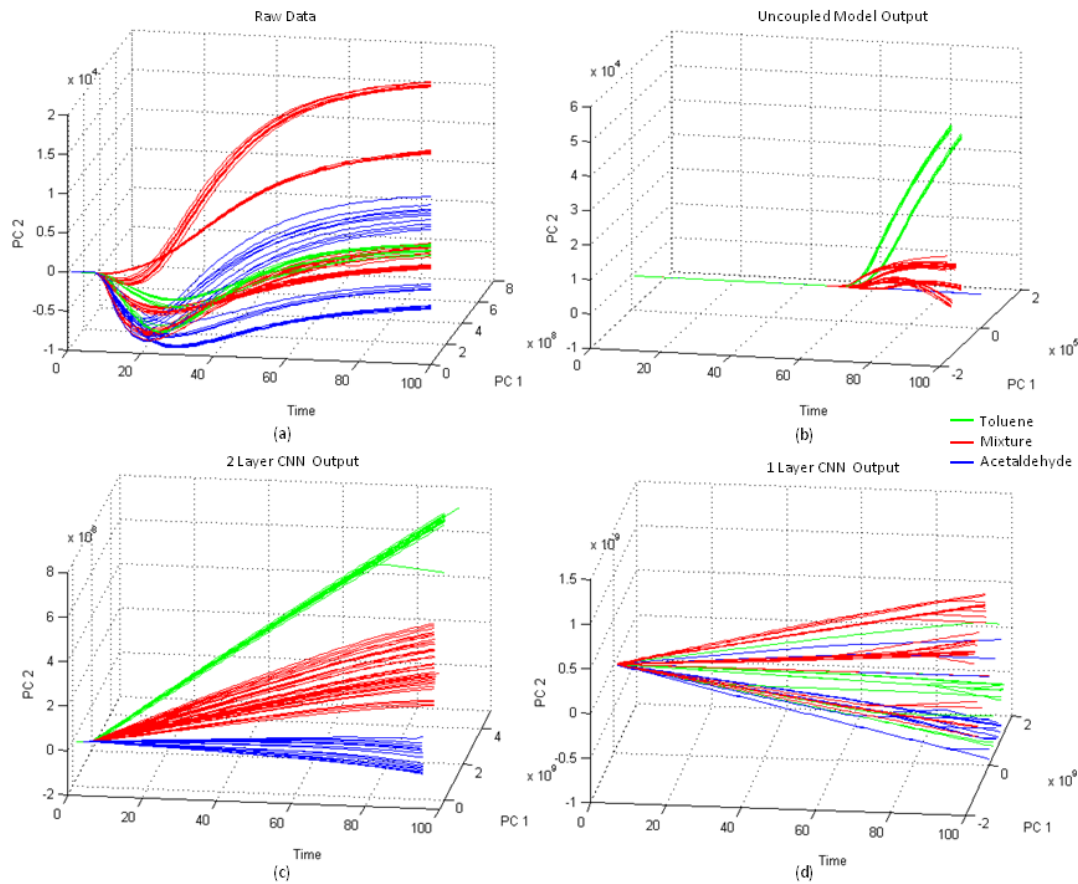 Raw Data
x 10^4
2
1.5
1
0.5
0
-0.5
-1
PC 2
0
20
40
60
80
100
Time
0
2
4
6
8
PC 1
(a)
Uncoupled Model Output
x 10^4
6
5
4
3
2
1
0
-1
PC 2
x 10^8
0
20
40
60
80
100
Time
-2
0
2
x 10^5
PC 1
(b)
Toluene
Mixture
Acetaldehyde
2 Layer CNN Output
x 10^8
8
6
4
2
0
-2
PC 2
0
20
40
60
80
100
Time
0
2
4
x 10^9
PC 1
(c)
1 Layer CNN Output
x 10^9
1.5
1
0.5
0
-0.5
-1
PC 2
0
20
40
60
80
100
Time
-2
0
2
x 10^9
PC 1
(d)